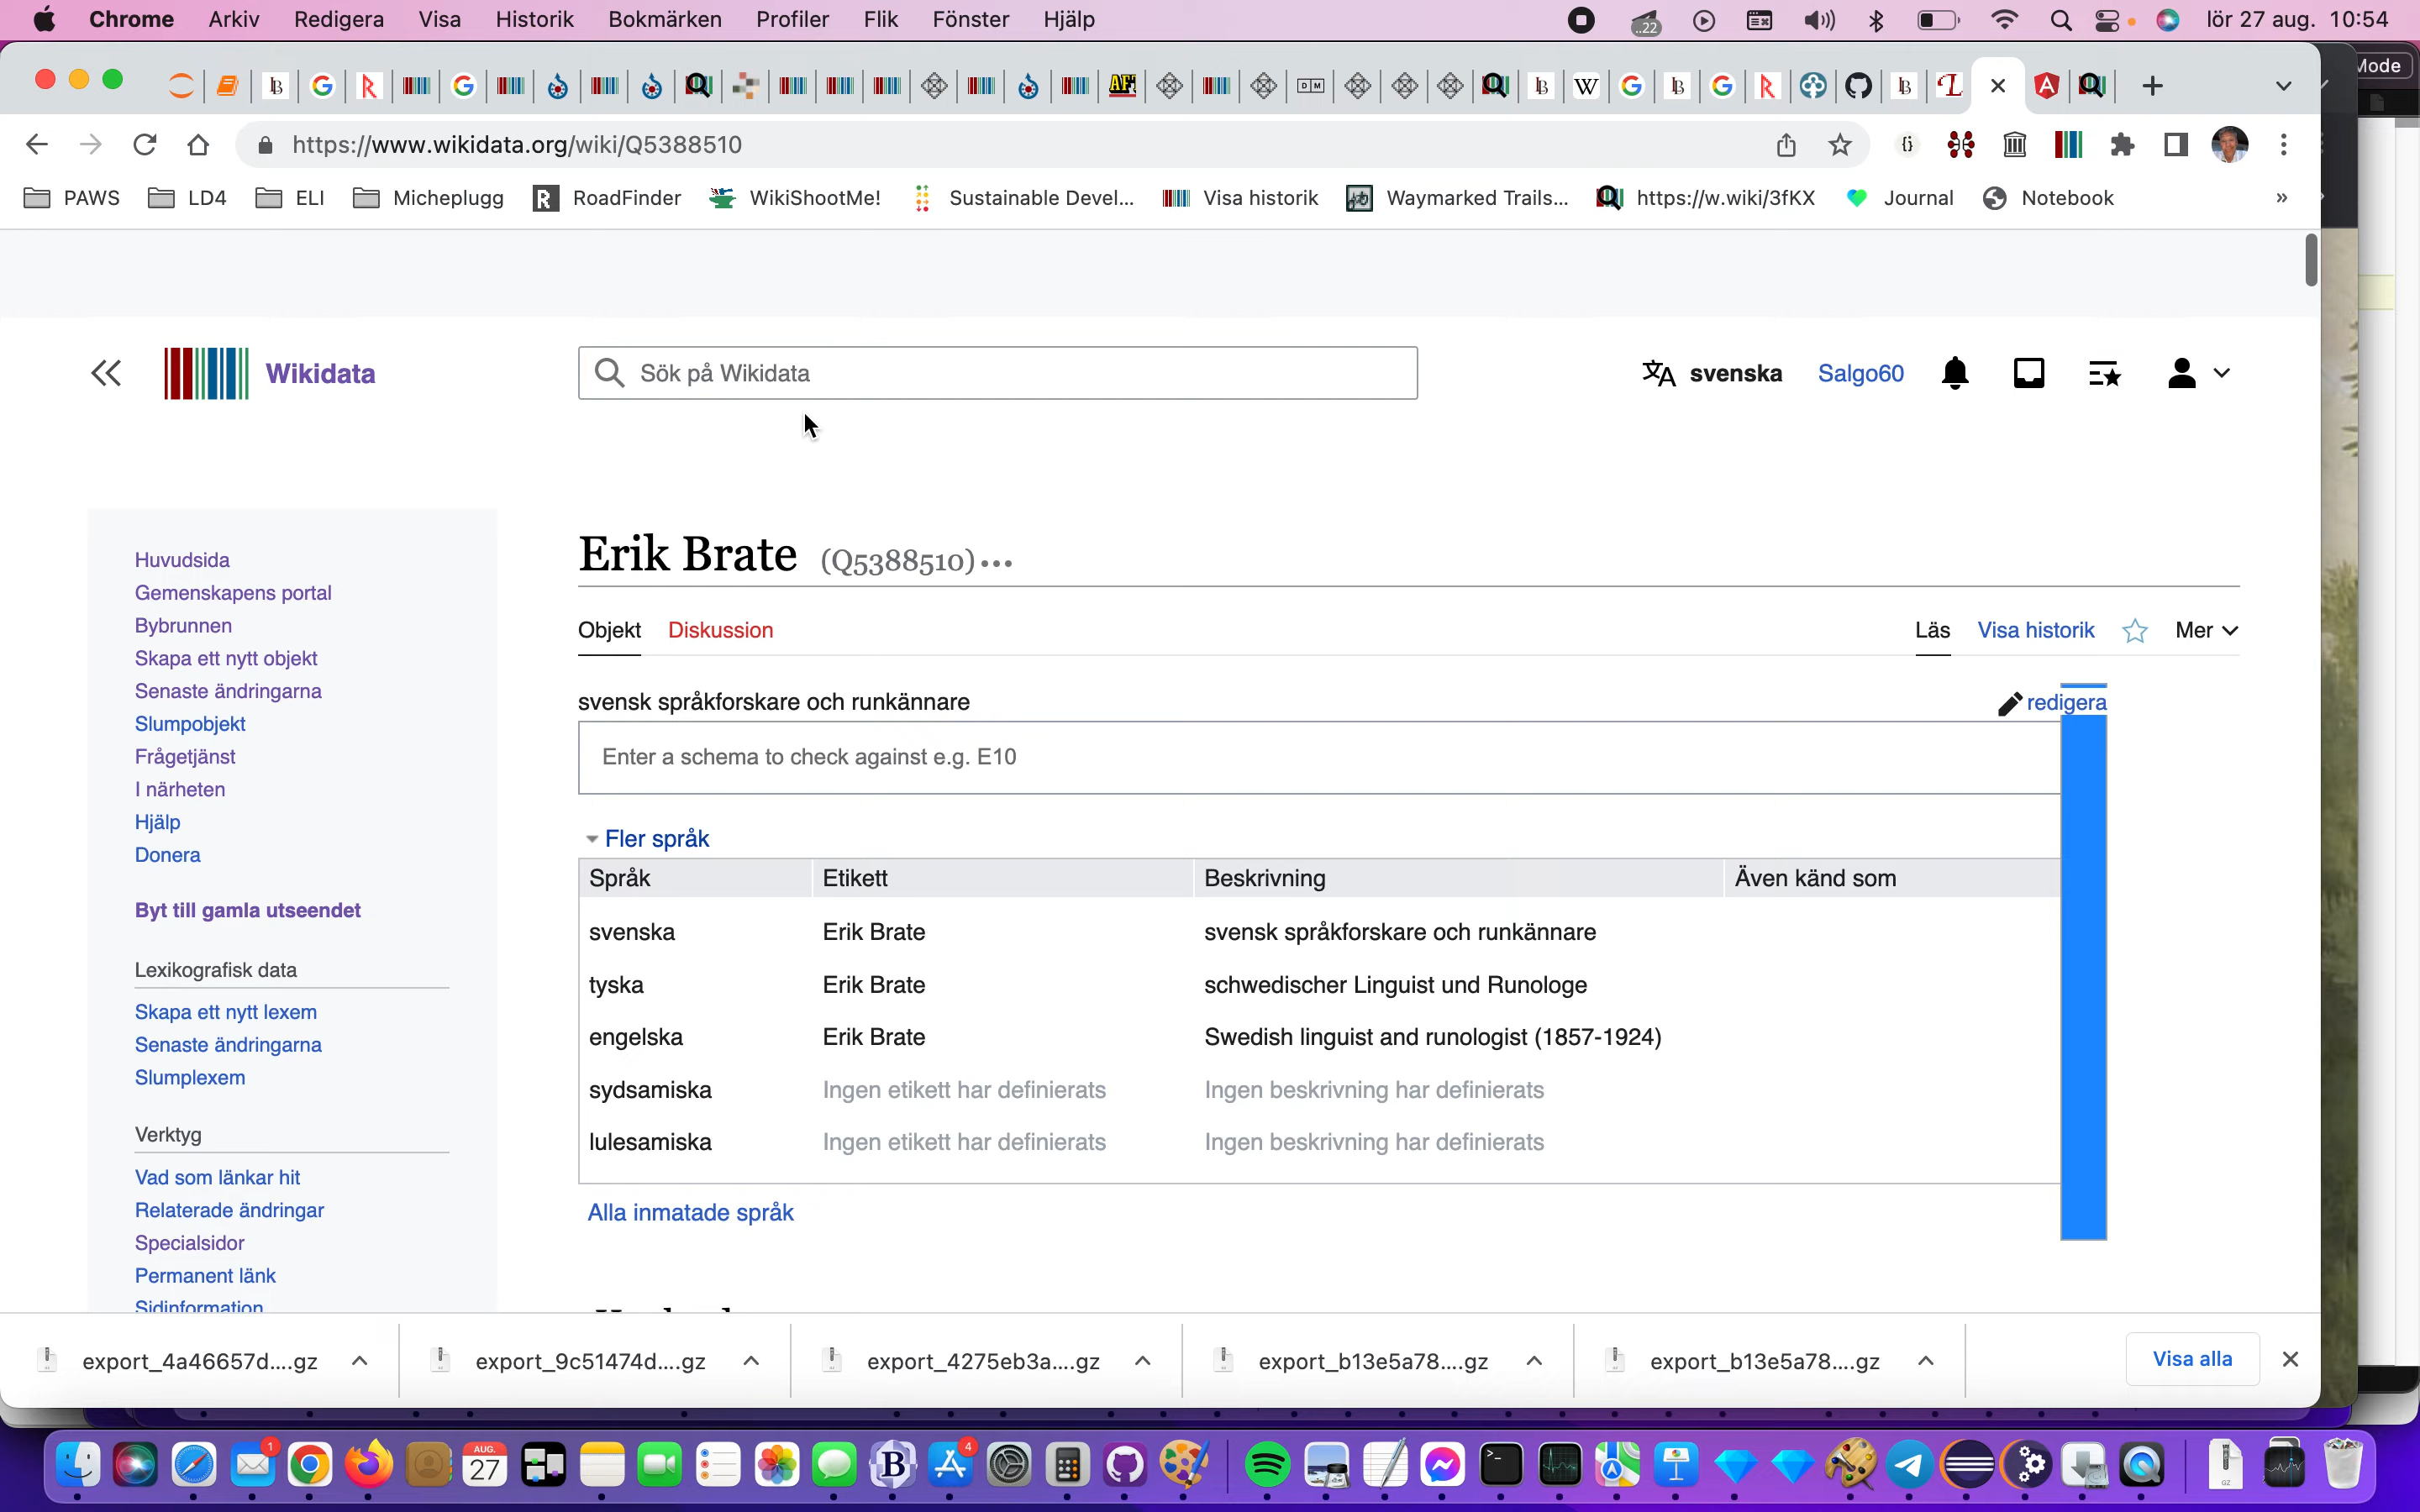 Chrome Arkiv Redigera Visa Historik Bokmärken Profiler Flik Fönster Hjälp ..22 lör 27 aug. 10:54
Mode
https://www.wikidata.org/wiki/Q5388510
PAWS LD4 ELI Micheplugg RoadFinder WikiShootMe! Sustainable Devel... Visa historik Waymarked Trails... https://w.wiki/3fKX Journal Notebook »
Wikidata Sök på Wikidata svenska Salgo60
Huvudsida
Gemenskapens portal
Bybrunnen
Skapa ett nytt objekt
Senaste ändringarna
Slumpobjekt
Frågetjänst
I närheten
Hjälp
Donera
Byt till gamla utseendet
Lexikografisk data
Skapa ett nytt lexem
Senaste ändringarna
Slumplexem
Verktyg
Vad som länkar hit
Relaterade ändringar
Specialsidor
Permanent länk
Sidinformation
Erik Brate (Q5388510)
Objekt Diskussion Läs Visa historik Mer
svensk språkforskare och runkännare redigera
Enter a schema to check against e.g. E10
Fler språk
Språk Etikett Beskrivning Även känd som
svenska Erik Brate svensk språkforskare och runkännare
tyska Erik Brate schwedischer Linguist und Runologe
engelska Erik Brate Swedish linguist and runologist (1857-1924)
sydsamiska Ingen etikett har definierats Ingen beskrivning har definierats
lulesamiska Ingen etikett har definierats Ingen beskrivning har definierats
Alla inmatade språk
export_4a46657d....gz export_9c51474d....gz export_4275eb3a....gz export_b13e5a78....gz export_b13e5a78....gz Visa alla
1 AUG. 27 4